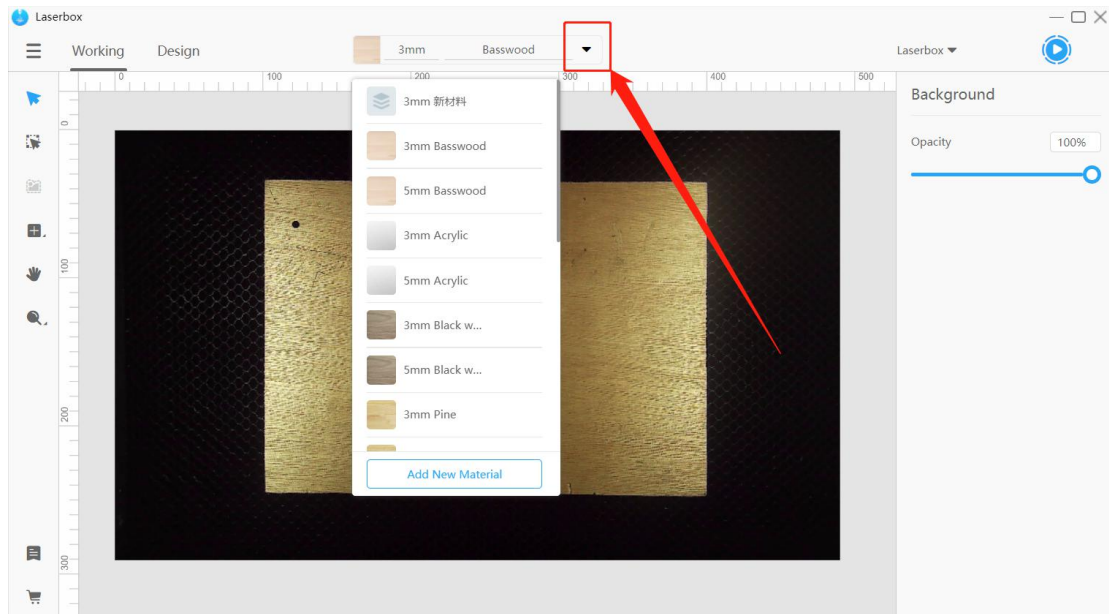 Laserbox
Working Design 3mm Basswood Laserbox
0 100 200 300 400 500
0
100
200
300
3mm 新材料
3mm Basswood
5mm Basswood
3mm Acrylic
5mm Acrylic
3mm Black w...
5mm Black w...
3mm Pine
Add New Material
Background
Opacity 100%